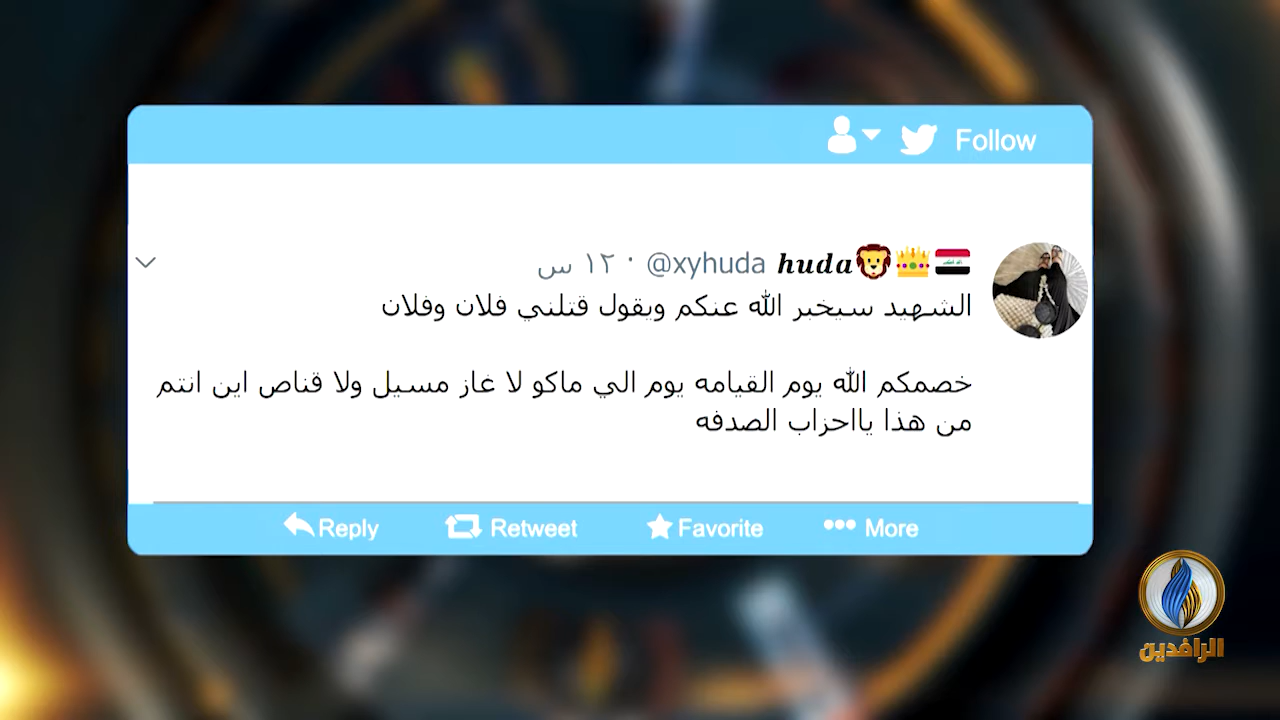 Follow
huda @xyhuda · ١٢ س
الشهيد سيخبر الله عنكم ويقول قتلني فلان وفلان
خصمكم الله يوم القيامه يوم الي ماكو لا غاز مسيل ولا قناص اين انتم
من هذا يااحزاب الصدفه
Reply Retweet Favorite More
الرافدين